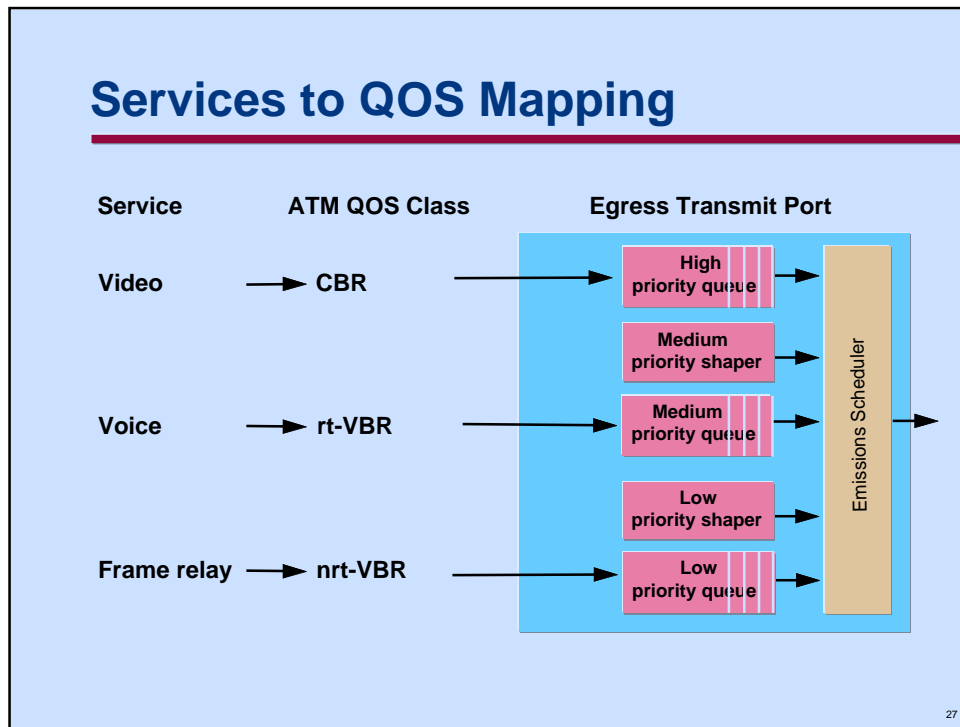 Services to QOS Mapping
Service
ATM QOS Class
Egress Transmit Port
Video
CBR
High
priority queue
Medium
priority shaper
Voice
rt-VBR
Medium
priority queue
Low
priority shaper
Frame relay
nrt-VBR
Low
priority queue
Emissions Scheduler
27